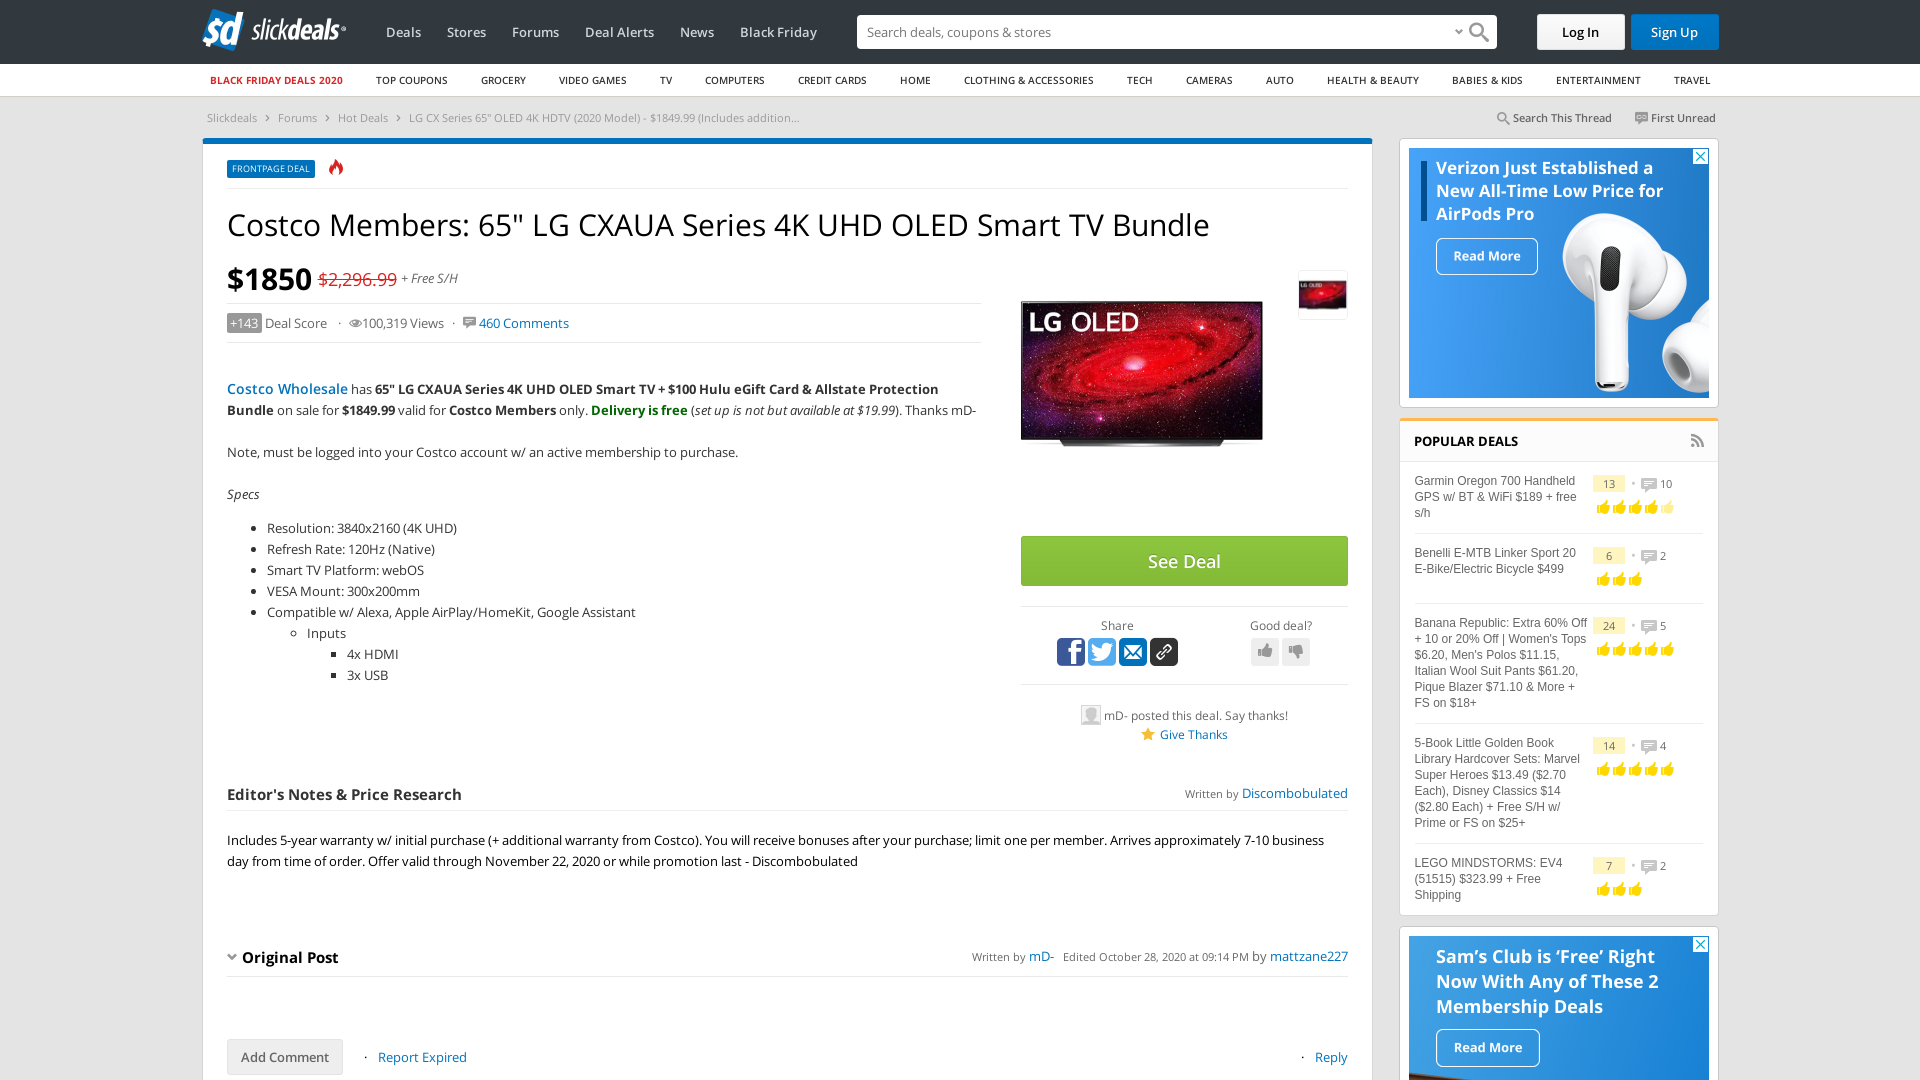 sd slickdeals®
Deals
Stores
Forums
Deal Alerts
News
Black Friday
Search deals, coupons & stores
Log In
Sign Up
BLACK FRIDAY DEALS 2020
TOP COUPONS
GROCERY
VIDEO GAMES
TV
COMPUTERS
CREDIT CARDS
HOME
CLOTHING & ACCESSORIES
TECH
CAMERAS
AUTO
HEALTH & BEAUTY
BABIES & KIDS
ENTERTAINMENT
TRAVEL
Slickdeals > Forums > Hot Deals > LG CX Series 65" OLED 4K HDTV (2020 Model) - $1849.99 (Includes addition...
Search This Thread
First Unread
FRONTPAGE DEAL
Costco Members: 65" LG CXAUA Series 4K UHD OLED Smart TV Bundle
$1850 $2,296.99 + Free S/H
+143 Deal Score · 100,319 Views · 460 Comments
Costco Wholesale has 65" LG CXAUA Series 4K UHD OLED Smart TV + $100 Hulu eGift Card & Allstate Protection
Bundle on sale for $1849.99 valid for Costco Members only. Delivery is free (set up is not but available at $19.99). Thanks mD-
Note, must be logged into your Costco account w/ an active membership to purchase.
Specs
• Resolution: 3840x2160 (4K UHD)
• Refresh Rate: 120Hz (Native)
• Smart TV Platform: webOS
• VESA Mount: 300x200mm
• Compatible w/ Alexa, Apple AirPlay/HomeKit, Google Assistant
◦ Inputs
▪ 4x HDMI
▪ 3x USB
LG OLED
LG OLED
See Deal
Share
Good deal?
mD- posted this deal. Say thanks!
Give Thanks
Editor's Notes & Price Research
Written by Discombobulated
Includes 5-year warranty w/ initial purchase (+ additional warranty from Costco). You will receive bonuses after your purchase; limit one per member. Arrives approximately 7-10 business
day from time of order. Offer valid through November 22, 2020 or while promotion last - Discombobulated
Original Post
Written by mD- Edited October 28, 2020 at 09:14 PM by mattzane227
Add Comment
· Report Expired
· Reply
Verizon Just Established a
New All-Time Low Price for
AirPods Pro
Read More
POPULAR DEALS
Garmin Oregon 700 Handheld
GPS w/ BT & WiFi $189 + free
s/h
13 • 10
Benelli E-MTB Linker Sport 20
E-Bike/Electric Bicycle $499
6 • 2
Banana Republic: Extra 60% Off
+ 10 or 20% Off | Women's Tops
$6.20, Men's Polos $11.15,
Italian Wool Suit Pants $61.20,
Pique Blazer $71.10 & More +
FS on $18+
24 • 5
5-Book Little Golden Book
Library Hardcover Sets: Marvel
Super Heroes $13.49 ($2.70
Each), Disney Classics $14
($2.80 Each) + Free S/H w/
Prime or FS on $25+
14 • 4
LEGO MINDSTORMS: EV4
(51515) $323.99 + Free
Shipping
7 • 2
Sam's Club is 'Free' Right
Now With Any of These 2
Membership Deals
Read More